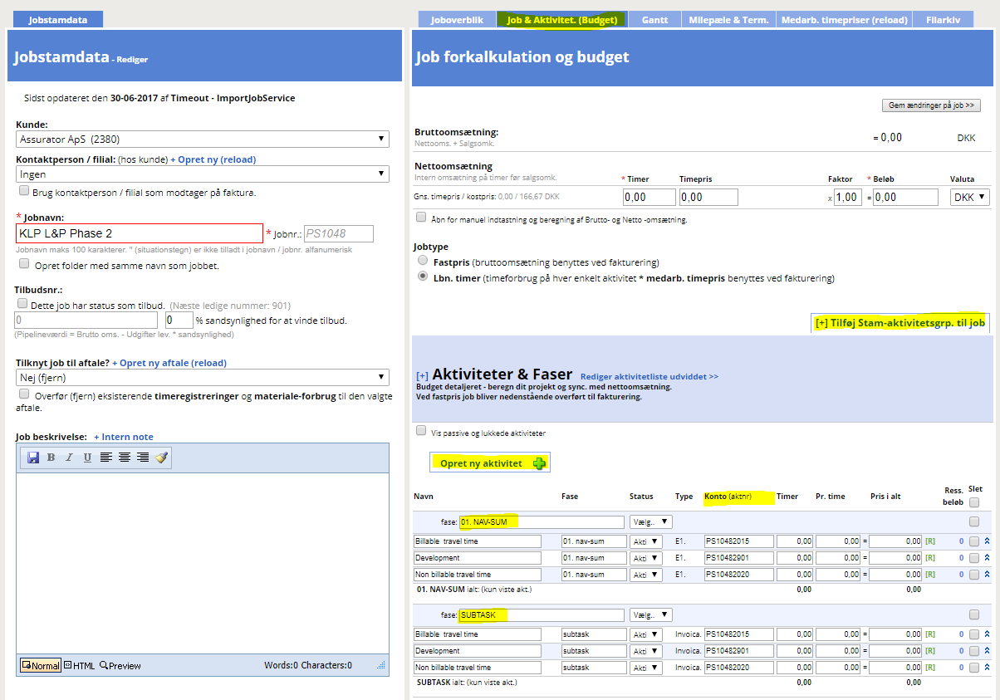 Jobstamdata
Jobstamdata - Rediger
Sidst opdateret den 30-06-2017 af Timeout - ImportJobService
Kunde:
Assurator ApS (2380)
Kontaktperson / filial: (hos kunde) + Opret ny (reload)
Ingen
Brug kontaktperson / filial som modtager på faktura.
* Jobnavn:
KLP L&P Phase 2 * Jobnr.: PS1048
Jobnavn maks 100 karakterer. " (situationstegn) er ikke tilladt i jobnavn / jobnr. alfanumerisk
Opret folder med samme navn som jobbet.
Tilbudsnr.:
Dette job har status som tilbud. (Næste ledige nummer: 901)
0 0 % sandsynlighed for at vinde tilbud.
(Pipelineværdi = Brutto oms. - Udgifter lev. * sandsynlighed)
Tilknyt job til aftale? + Opret ny aftale (reload)
Nej (fjern)
Overfør (fjern) eksisterende timeregistreringer og materiale-forbrug til den valgte
aftale.
Job beskrivelse: + Intern note
B I U
Normal HTML Preview Words:0 Characters:0
Joboverblik Job & Aktivitet. (Budget) Gantt Milepæle & Term. Medarb. timepriser (reload) Filarkiv
Job forkalkulation og budget
Gem ændringer på job >>
Bruttoomsætning: = 0,00 DKK
Nettooms. + Salgsomk.
Nettoomsætning
Intern omsætning på timer før salgsomk. * Timer Timepris Faktor * Beløb Valuta
Gns. timepris / kostpris: 0,00 / 166,67 DKK 0,00 0,00 x 1,00 = 0,00 DKK
Åbn for manuel indtastning og beregning af Brutto- og Netto -omsætning.
Jobtype
Fastpris (bruttoomsætning benyttes ved fakturering)
Lbn. timer (timeforbrug på hver enkelt aktivitet * medarb. timepris benyttes ved fakturering)
[+] Tilføj Stam-aktivitetsgrp. til job
[+] Aktiviteter & Faser Rediger aktivitetliste udviddet >>
Budget detaljeret - beregn dit projekt og sync. med nettoomsætning.
Ved fastpris job bliver nedenstående overført til fakturering.
Vis passive og lukkede aktiviteter
Opret ny aktivitet
Navn Fase Status Type Konto (aktnr) Timer Pr. time Pris i alt Ress. beløb Slet
fase: 01. NAV-SUM Vælg..
Billable travel time 01. nav-sum Akti E1. PS10482015 0,00 0,00 = 0,00 [R] 0
Development 01. nav-sum Akti E1. PS10482901 0,00 0,00 = 0,00 [R] 0
Non billable travel time 01. nav-sum Akti E1. PS10482020 0,00 0,00 = 0,00 [R] 0
01. NAV-SUM ialt: (kun viste akt.) 0,00 0,00
fase: SUBTASK Vælg..
Billable travel time subtask Akti Invoica. PS10482015 0,00 0,00 = 0,00 [R] 0
Development subtask Akti Invoica. PS10482901 0,00 0,00 = 0,00 [R] 0
Non billable travel time subtask Akti Invoica. PS10482020 0,00 0,00 = 0,00 [R] 0
SUBTASK ialt: (kun viste akt.) 0,00 0,00